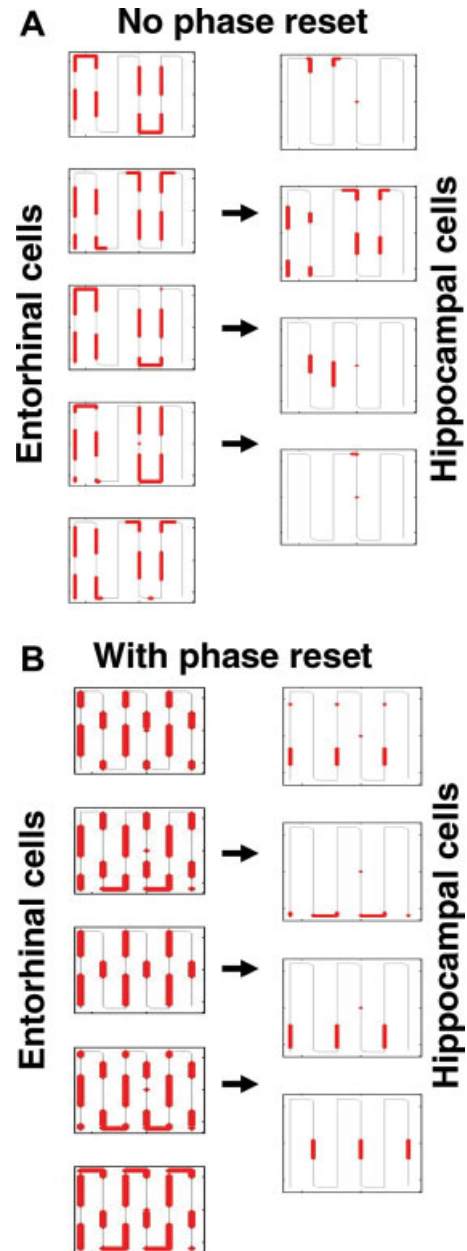 A
No phase reset
Entorhinal cells
Hippocampal cells
B
With phase reset
Entorhinal cells
Hippocampal cells